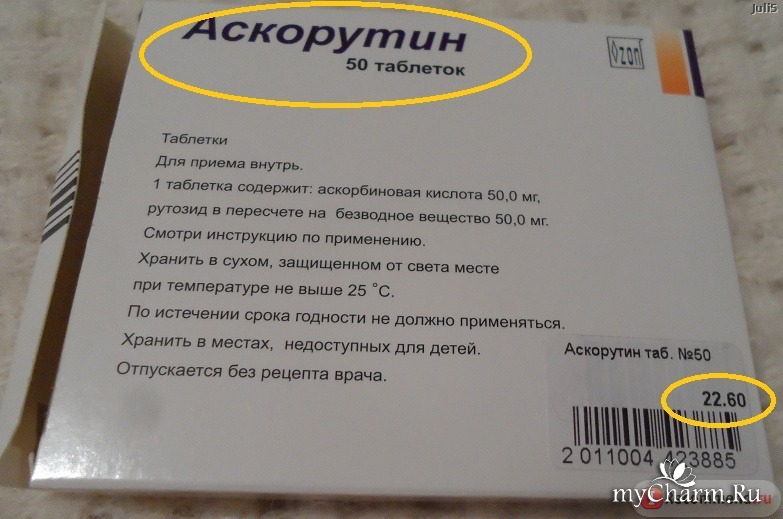 juli5
Аскорутин
50 таблеток
Ozon
Таблетки
Для приема внутрь.
1 таблетка содержит: аскорбиновая кислота 50,0 мг,
рутозид в пересчете на безводное вещество 50,0 мг.
Смотри инструкцию по применению.
Хранить в сухом, защищенном от света месте
при температуре не выше 25 °С.
По истечении срока годности не должно применяться.
Хранить в местах, недоступных для детей.
Отпускается без рецепта врача.
Аскорутин таб. №50
22.60
2 011004 423885
myCharm.Ru